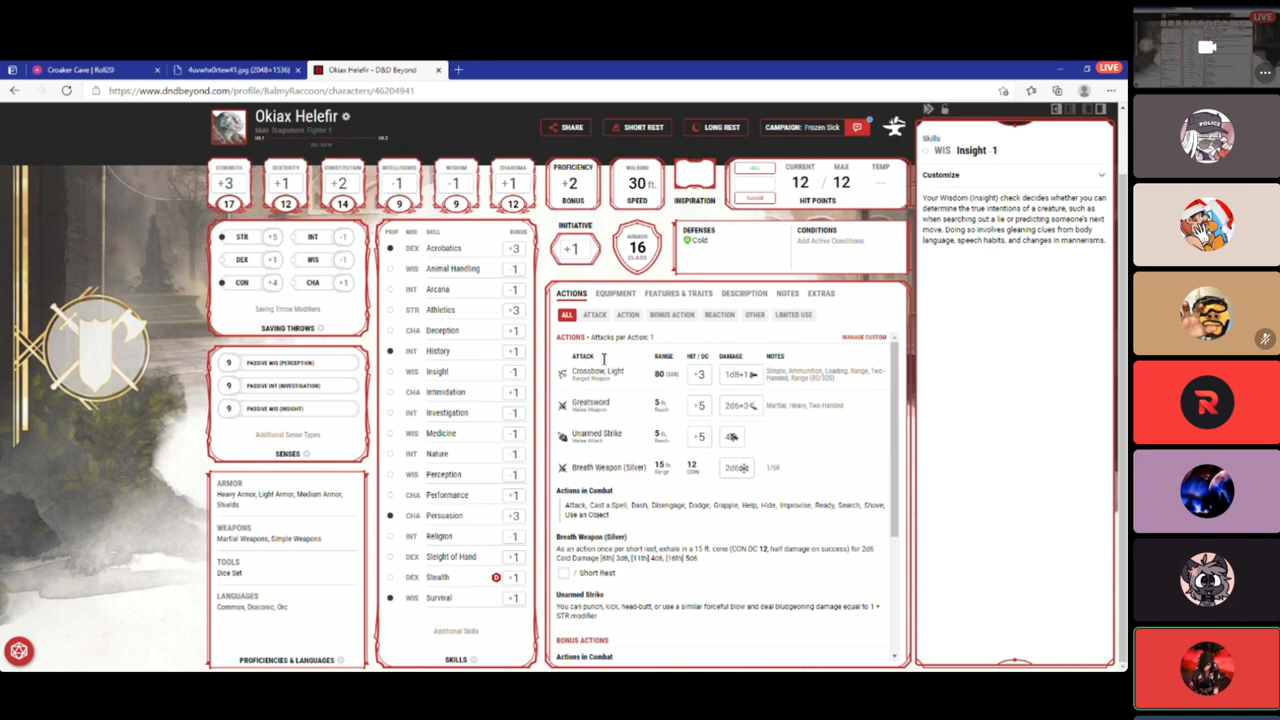 LIVE
Croaker Cave | Roll20
4uvwhx0rtew41.jpg (2048×1536)
Okiax Helefir - D&D Beyond
LIVE
https://www.dndbeyond.com/profile/BalmyRaccoon/characters/46204941
Okiax Helefir
Male Dragonborn Fighter 1
LV. 1
LV. 2
SHARE
SHORT REST
LONG REST
CAMPAIGN: Frozen Sick
STRENGTH
+3
17
DEXTERITY
+1
12
CONSTITUTION
+2
14
INTELLIGENCE
-1
9
WISDOM
-1
9
CHARISMA
+1
12
PROFICIENCY
+2
BONUS
WALKING
30 ft.
SPEED
INSPIRATION
CURRENT
12
/
MAX
12
TEMP
--
HIT POINTS
STR +5
INT -1
DEX +1
WIS -1
CON +4
CHA +1
Saving Throw Modifiers
SAVING THROWS
9 PASSIVE WIS (PERCEPTION)
9 PASSIVE INT (INVESTIGATION)
9 PASSIVE WIS (INSIGHT)
Additional Sense Types
SENSES
ARMOR
Heavy Armor, Light Armor, Medium Armor,
Shields
WEAPONS
Martial Weapons, Simple Weapons
TOOLS
Dice Set
LANGUAGES
Common, Draconic, Orc
PROFICIENCIES & LANGUAGES
PROF MOD SKILL BONUS
DEX Acrobatics +3
WIS Animal Handling -1
INT Arcana -1
STR Athletics +3
CHA Deception +1
INT History +1
WIS Insight -1
CHA Intimidation +1
INT Investigation -1
WIS Medicine -1
INT Nature -1
WIS Perception -1
CHA Performance +1
CHA Persuasion +3
INT Religion -1
DEX Sleight of Hand +1
DEX Stealth D +1
WIS Survival +1
Additional Skills
SKILLS
INITIATIVE
+1
ARMOR
16
CLASS
DEFENSES
Cold
CONDITIONS
Add Active Conditions
ACTIONS EQUIPMENT FEATURES & TRAITS DESCRIPTION NOTES EXTRAS
ALL ATTACK ACTION BONUS ACTION REACTION OTHER LIMITED USE
ACTIONS • Attacks per Action: 1
MANAGE CUSTOM
ATTACK RANGE HIT / DC DAMAGE NOTES
Crossbow, Light
Ranged Weapon
80 (320) +3 1d8+1
Simple, Ammunition, Loading, Range, Two-
Handed, Range (80/320)
Greatsword
Melee Weapon
5 ft.
Reach
+5 2d6+3 Martial, Heavy, Two-Handed
Unarmed Strike
Melee Attack
5 ft.
Reach
+5 4
Breath Weapon (Silver)
15 ft.
Range
12
CON
2d6 1/SR
Actions in Combat
Attack, Cast a Spell, Dash, Disengage, Dodge, Grapple, Help, Hide, Improvise, Ready, Search, Shove,
Use an Object
Breath Weapon (Silver)
As an action once per short rest, exhale in a 15 ft. cone (CON DC 12, half damage on success) for 2d6
Cold Damage [6th] 3d6, [11th] 4d6, [16th] 5d6
/ Short Rest
Unarmed Strike
You can punch, kick, head-butt, or use a similar forceful blow and deal bludgeoning damage equal to 1 +
STR modifier
BONUS ACTIONS
Actions in Combat
Skills
WIS Insight -1
Customize
Your Wisdom (Insight) check decides whether you can
determine the true intentions of a creature, such as
when searching out a lie or predicting someone's next
move. Doing so involves gleaning clues from body
language, speech habits, and changes in mannerisms.
POLICE